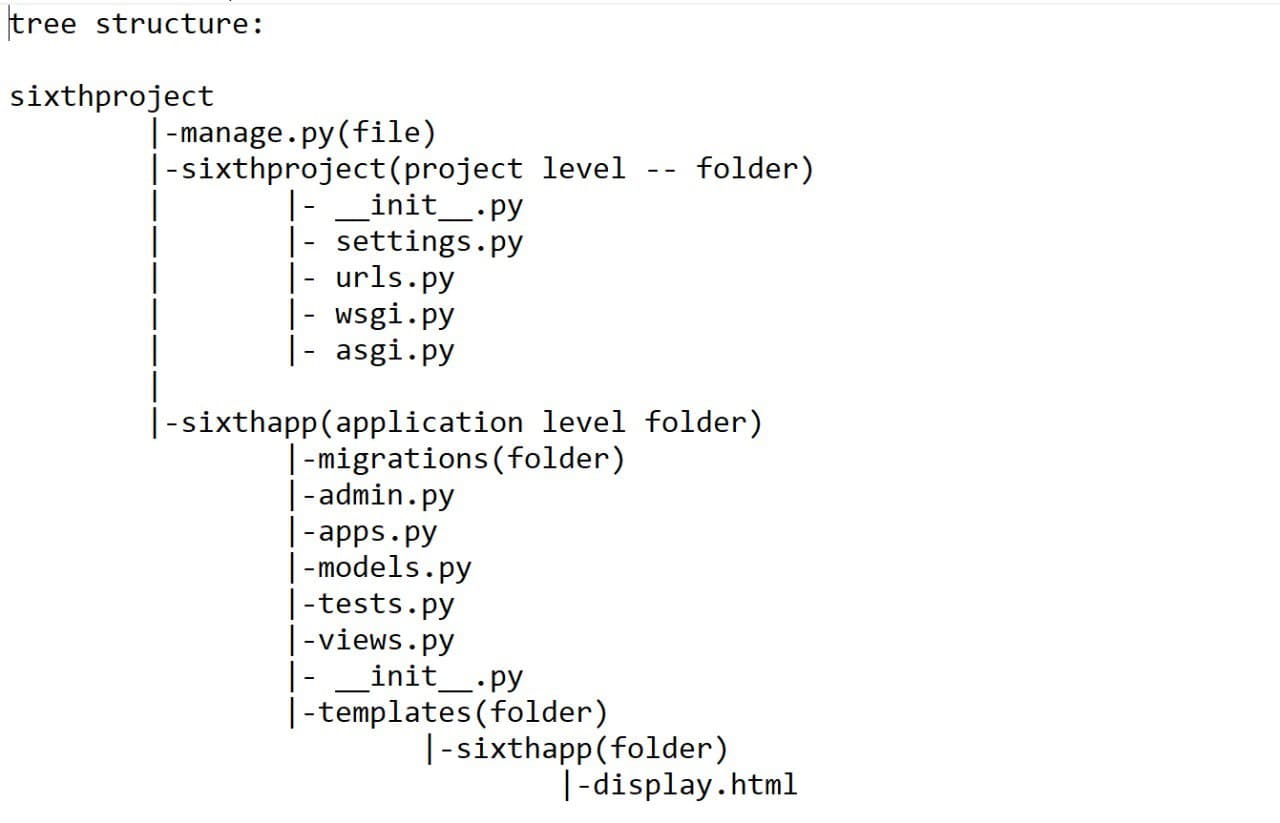 tree structure:
sixthproject
|-manage.py(file)
|-sixthproject(project level -- folder)
| |- __init__.py
| |- settings.py
| |- urls.py
| |- wsgi.py
| |- asgi.py
|
|-sixthapp(application level folder)
|-migrations(folder)
|-admin.py
|-apps.py
|-models.py
|-tests.py
|-views.py
|- __init__.py
|-templates(folder)
|-sixthapp(folder)
|-display.html